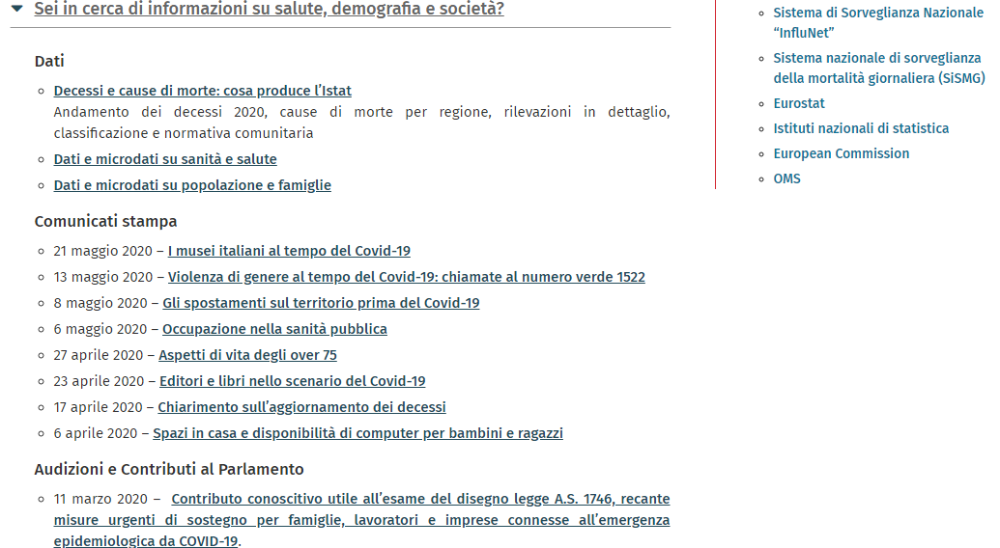 Sei in cerca di informazioni su salute, demografia e società?
Dati
Decessi e cause di morte: cosa produce l’Istat
Andamento dei decessi 2020, cause di morte per regione, rilevazioni in dettaglio,
classificazione e normativa comunitaria
Dati e microdati su sanità e salute
Dati e microdati su popolazione e famiglie
Comunicati stampa
21 maggio 2020 – I musei italiani al tempo del Covid-19
13 maggio 2020 – Violenza di genere al tempo del Covid-19: chiamate al numero verde 1522
8 maggio 2020 – Gli spostamenti sul territorio prima del Covid-19
6 maggio 2020 – Occupazione nella sanità pubblica
27 aprile 2020 – Aspetti di vita degli over 75
23 aprile 2020 – Editori e libri nello scenario del Covid-19
17 aprile 2020 – Chiarimento sull’aggiornamento dei decessi
6 aprile 2020 – Spazi in casa e disponibilità di computer per bambini e ragazzi
Audizioni e Contributi al Parlamento
11 marzo 2020 – Contributo conoscitivo utile all’esame del disegno legge A.S. 1746, recante
misure urgenti di sostegno per famiglie, lavoratori e imprese connesse all’emergenza
epidemiologica da COVID-19.
Sistema di Sorveglianza Nazionale
“InfluNet”
Sistema nazionale di sorveglianza
della mortalità giornaliera (SiSMG)
Eurostat
Istituti nazionali di statistica
European Commission
OMS